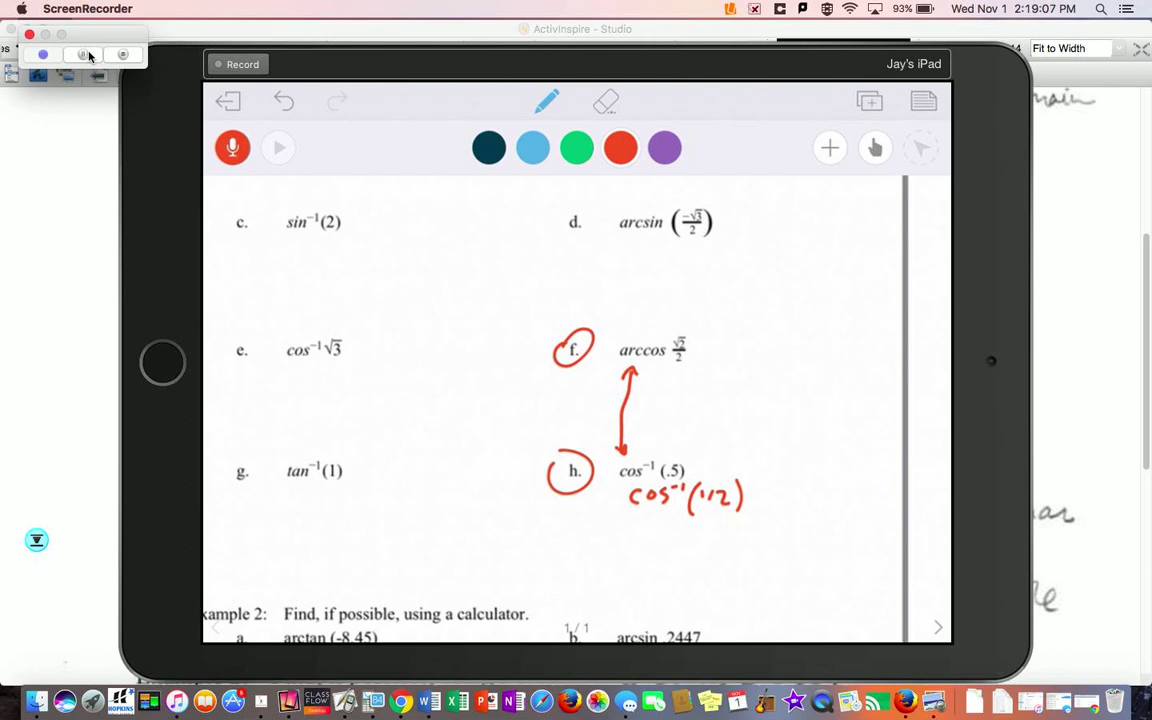 ScreenRecorder
93%
Wed Nov 1 2:19:07 PM
ActivInspire - Studio
Fit to Width
Record
Jay's iPad
c. sin⁻¹(2)
d. arcsin (-√3/2)
e. cos⁻¹√3
f. arccos √2/2
g. tan⁻¹(1)
h. cos⁻¹ (.5)
cos⁻¹(1/2)
xample 2: Find, if possible, using a calculator.
a. arctan (-8.45)
b. arcsin .2447
1/1